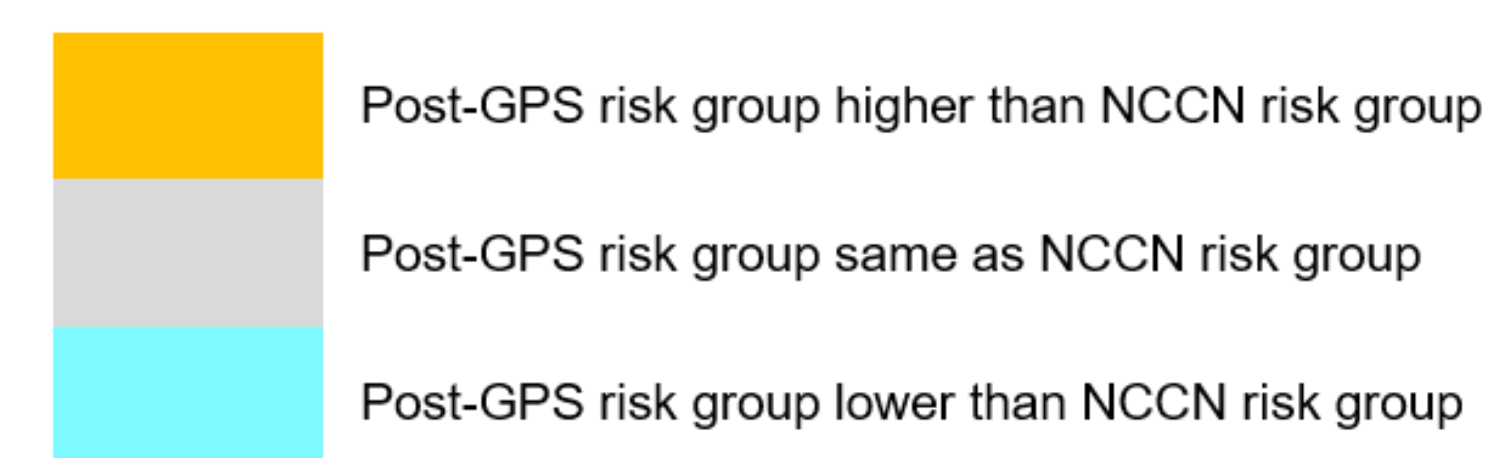 Post-GPS risk group higher than NCCN risk group
Post-GPS risk group same as NCCN risk group
Post-GPS risk group lower than NCCN risk group